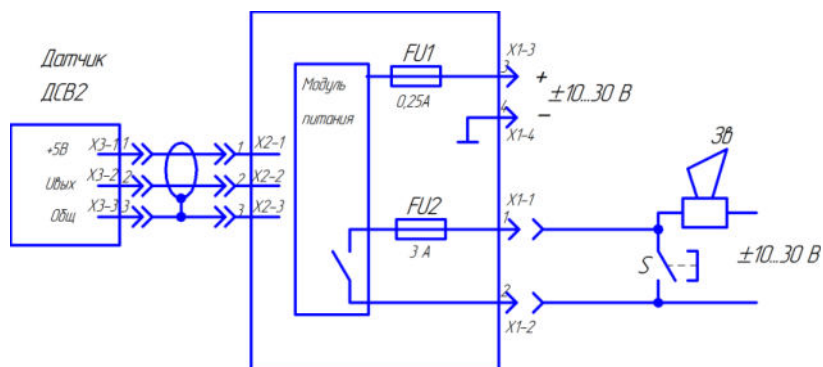 Датчик
ДСВ2
+5В
Uвых
Общ
X3-1 1
X3-2 2
X3-3 3
1 X2-1
2 X2-2
3 X2-3
Модуль
питания
FU1
0,25А
X1-3
3
+
±10...30 В
4
−
X1-4
FU2
3 А
X1-1
1
2
X1-2
Зв
S
±10...30 В